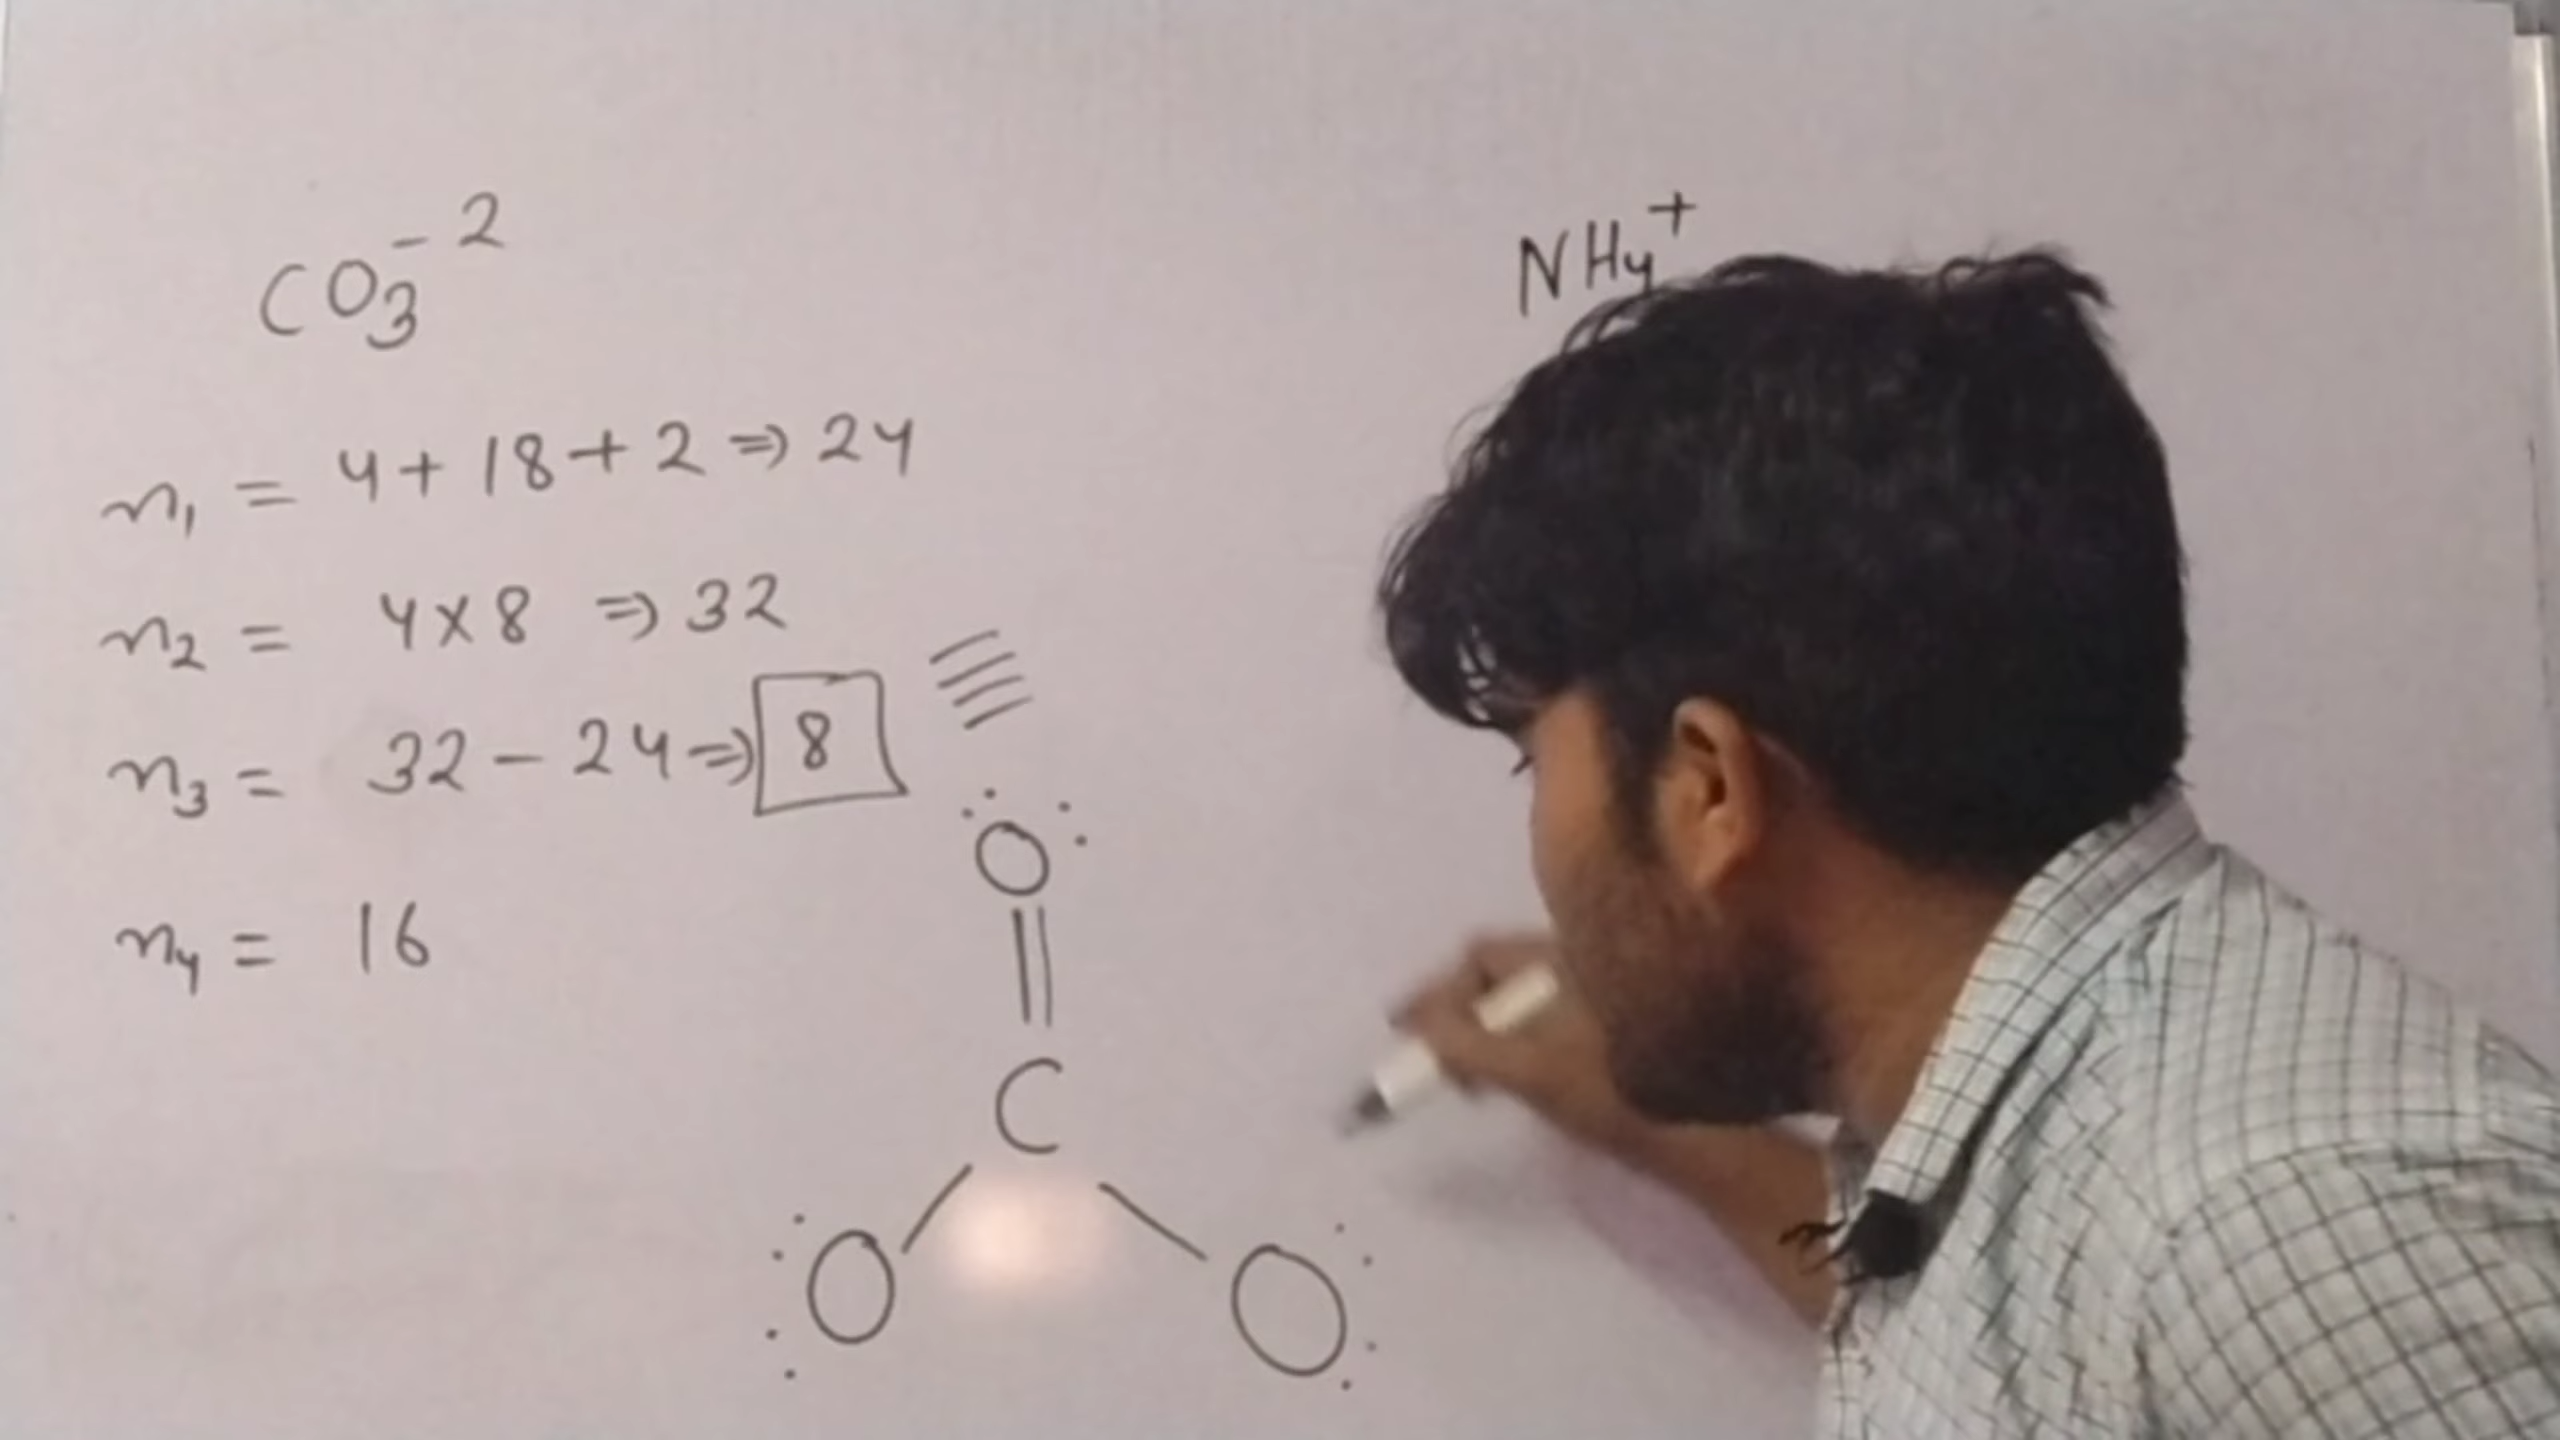 CO₃⁻²
NH₄⁺
n₁ = 4 + 18 + 2 ⇒ 24
n₂ = 4 × 8 ⇒ 32
n₃ = 32 − 24 ⇒ 8
n₄ = 16
O
C
O O